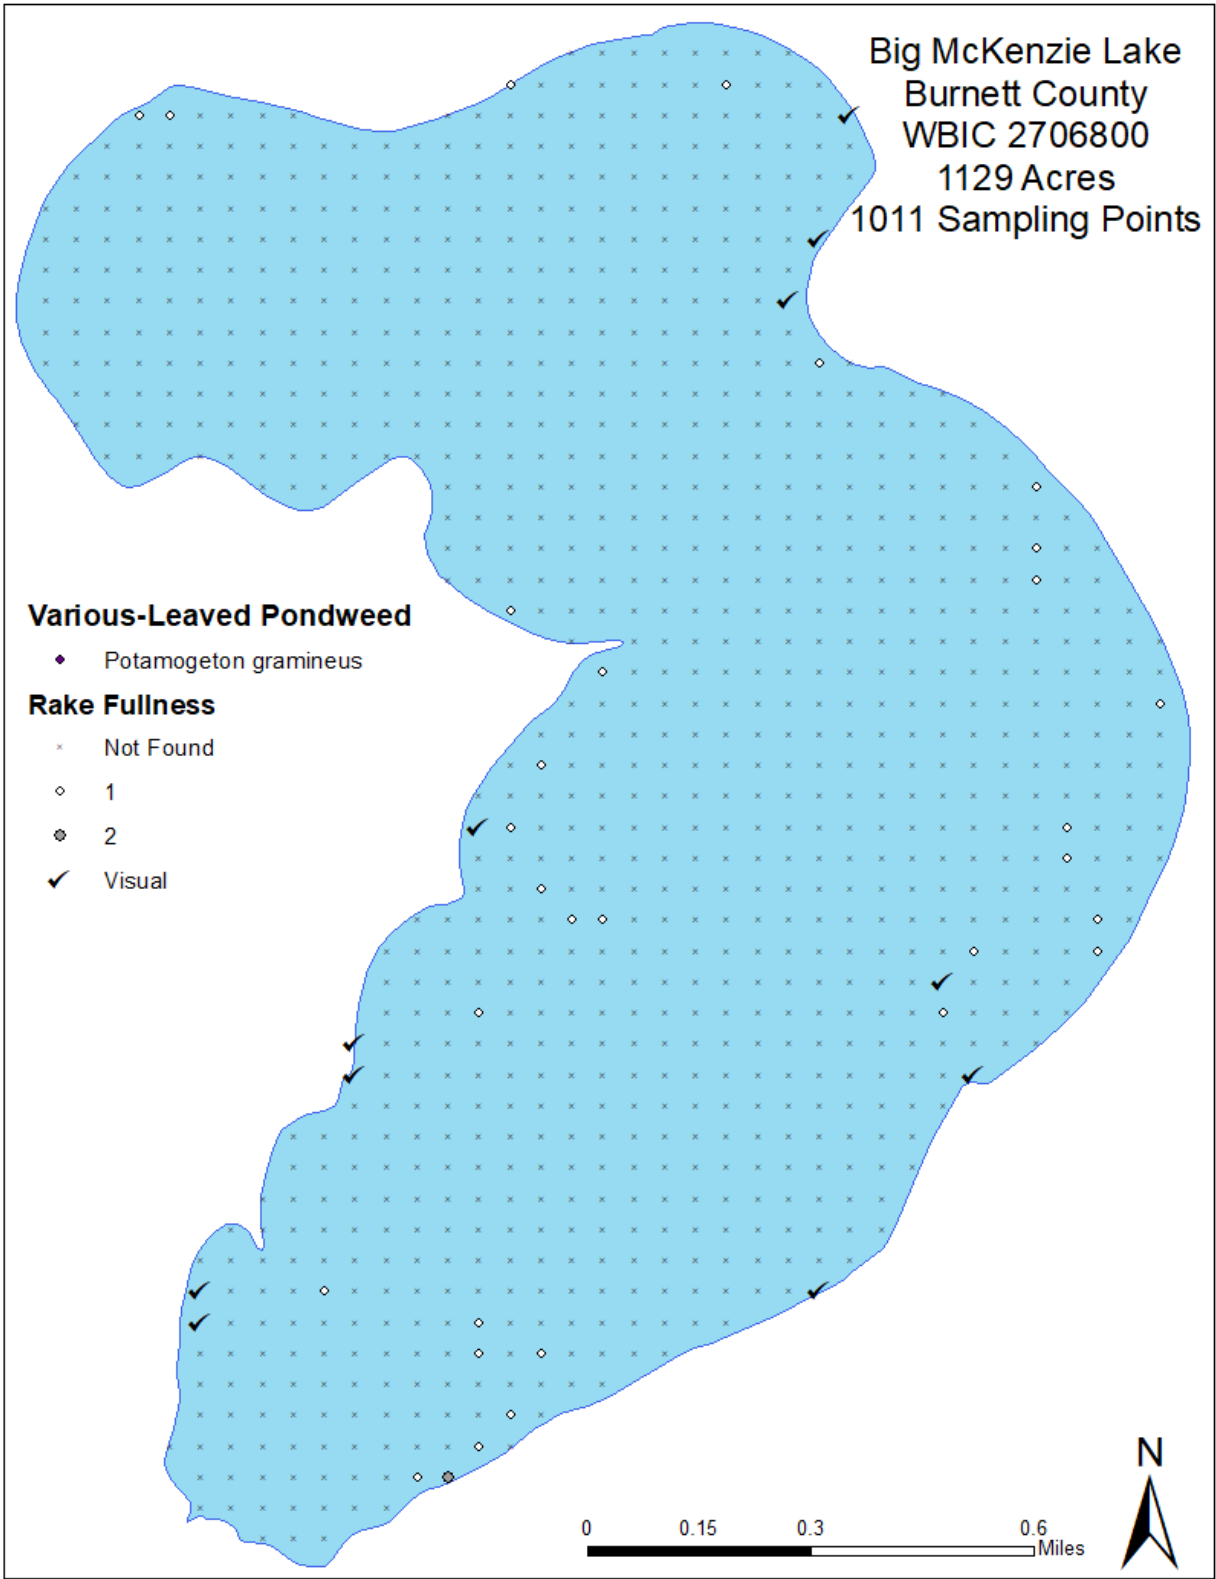 Big McKenzie Lake
Burnett County
WBIC 2706800
1129 Acres
1011 Sampling Points
Various-Leaved Pondweed
Potamogeton gramineus
Rake Fullness
Not Found
1
2
Visual
N
0 0.15 0.3 0.6
Miles